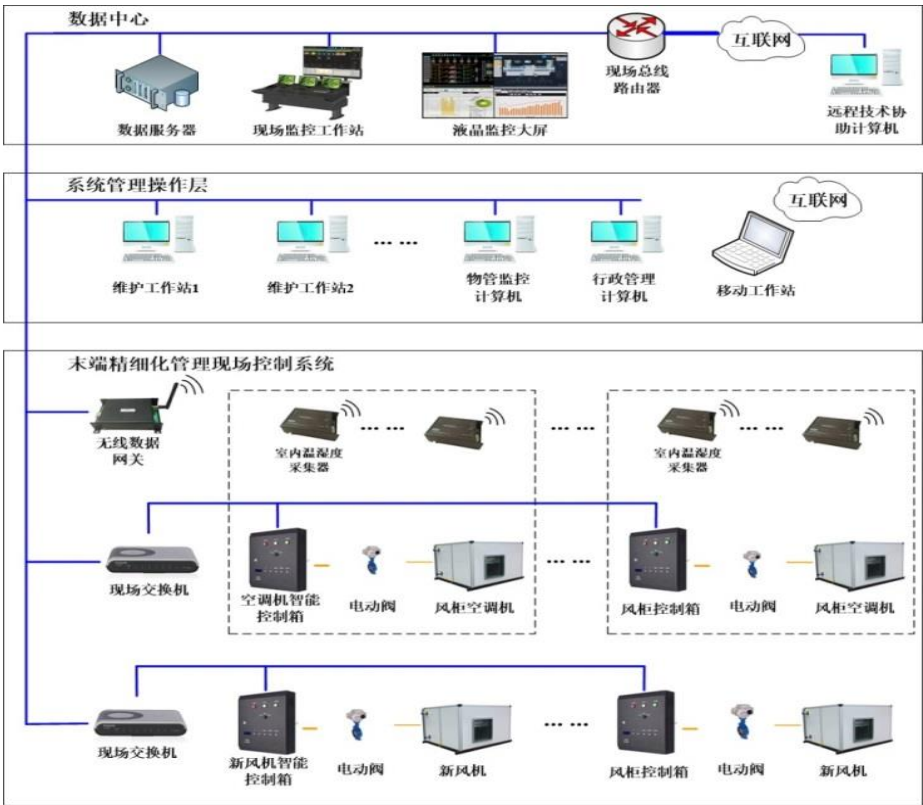 数据中心
互联网
数据服务器
现场监控工作站
液晶监控大屏
现场总线
路由器
远程技术协
助计算机
系统管理操作层
互联网
维护工作站1
维护工作站2
... ...
物管监控
计算机
行政管理
计算机
移动工作站
末端精细化管理现场控制系统
无线数据
网关
室内温湿度
采集器
... ...
... ...
室内温湿度
采集器
... ...
现场交换机
空调机智能
控制箱
电动阀
风柜空调机
... ...
风柜控制箱
电动阀
风柜空调机
现场交换机
新风机智能
控制箱
电动阀
新风机
... ...
风柜控制箱
电动阀
新风机